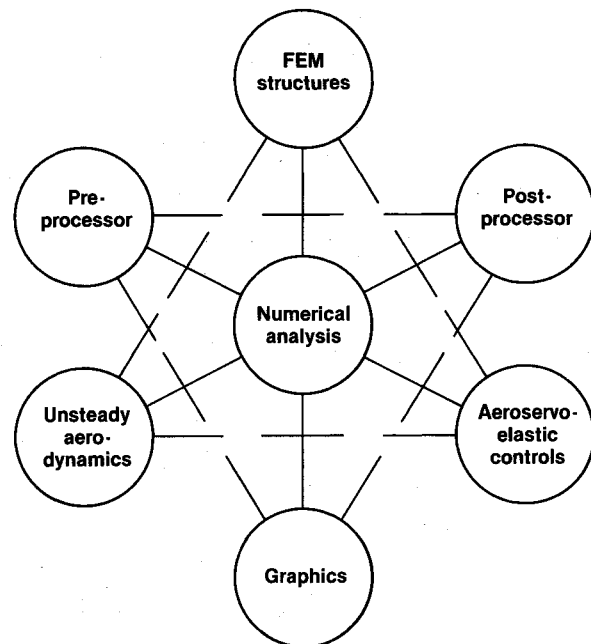 FEM
structures
Pre-
processor
Post-
processor
Numerical
analysis
Unsteady
aero-
dynamics
Aeroservo-
elastic
controls
Graphics